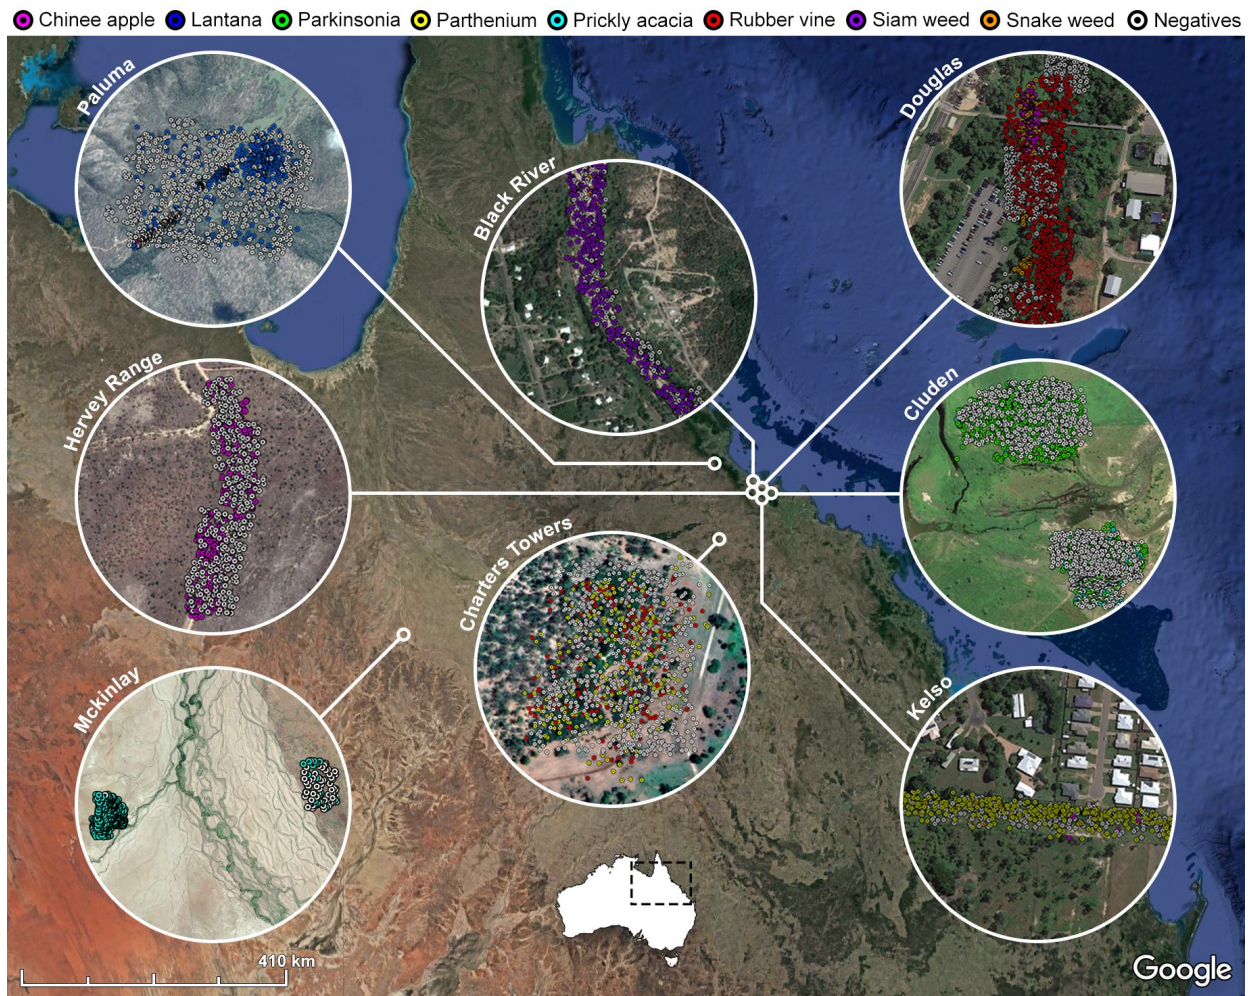 Chinee apple Lantana Parkinsonia Parthenium Prickly acacia Rubber vine Siam weed Snake weed Negatives
Paluma
Black River
Douglas
Hervey Range
Cluden
Charters Towers
Mckinlay
Kelso
410 km
Google